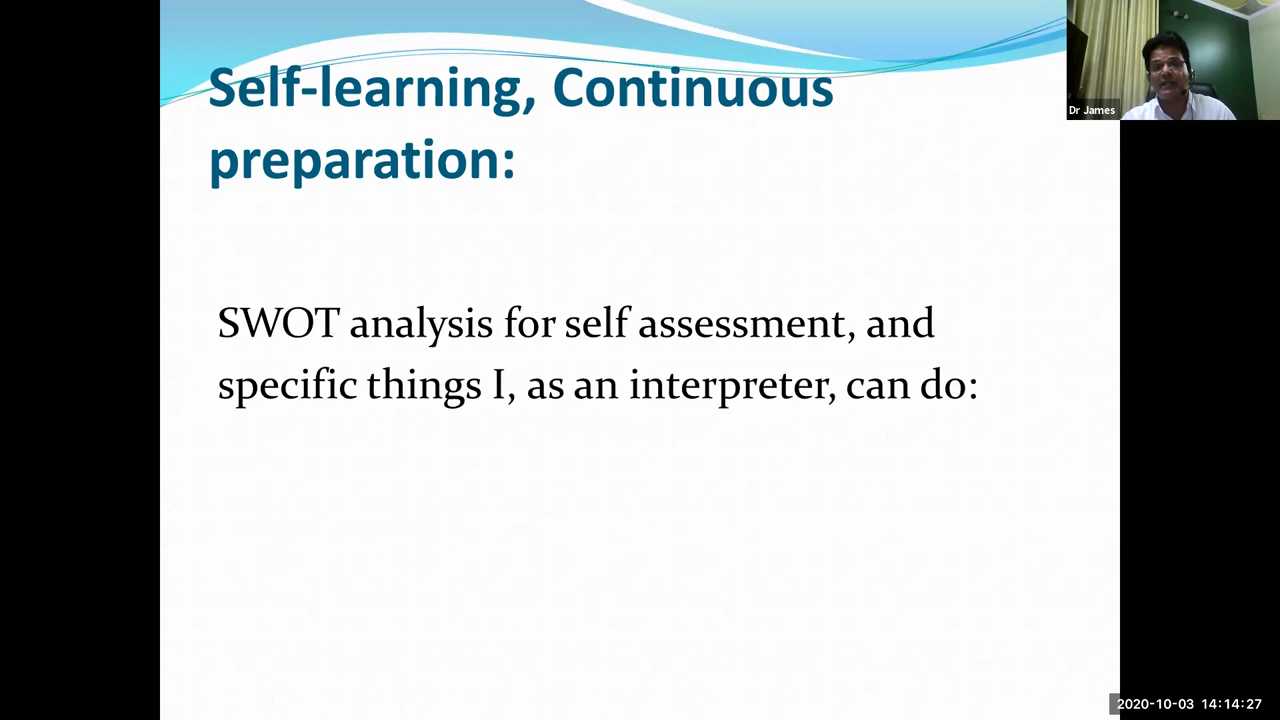 Self-learning, Continuous
preparation:
SWOT analysis for self assessment, and
specific things I, as an interpreter, can do:
Dr James
2020-10-03 14:14:27